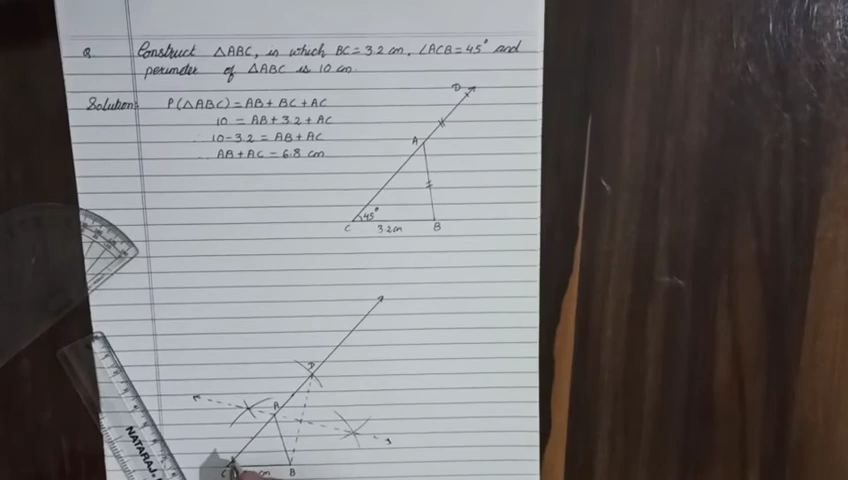 Q. Construct △ABC, in which BC = 3.2 cm, ∠ACB = 45° and
perimeter of △ABC is 10 cm.
Solution:- P(△ABC) = AB + BC + AC
10 = AB + 3.2 + AC
10 - 3.2 = AB + AC
AB + AC = 6.8 cm
D
A
45°
C 3.2 cm B
D
A
C cm B
NATARAJ